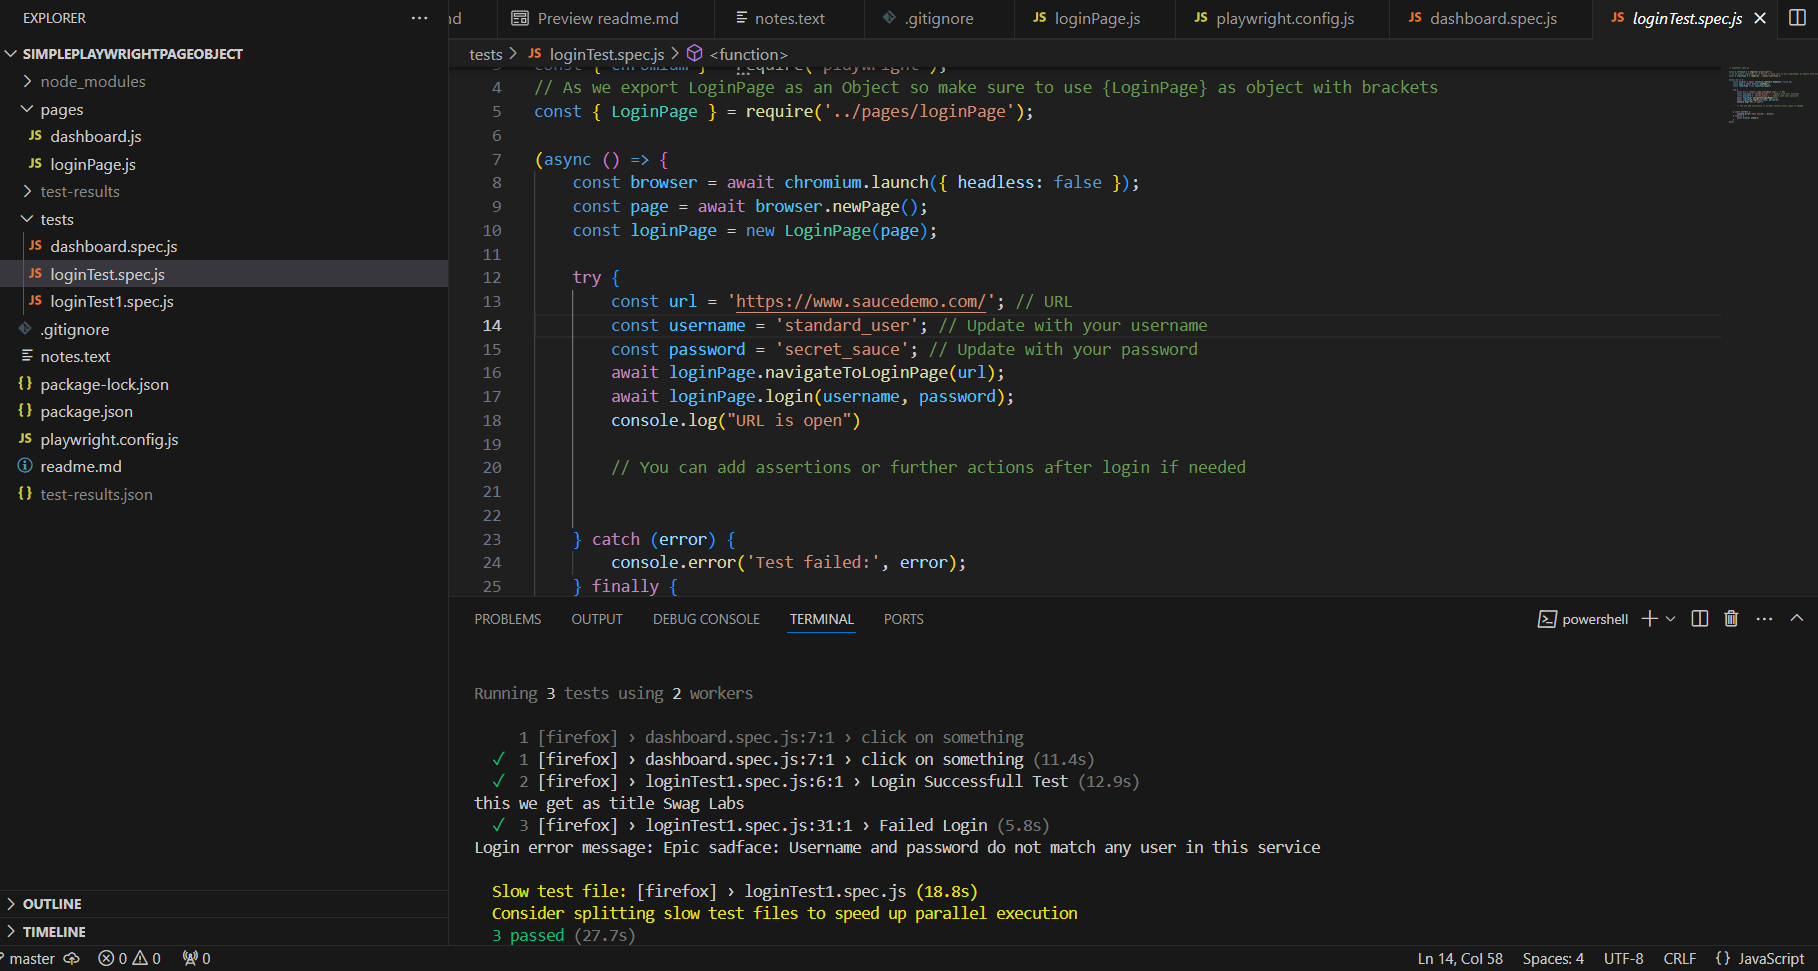 EXPLORER
SIMPLEPLAYWRIGHTPAGEOBJECT
node_modules
pages
JS dashboard.js
JS loginPage.js
test-results
tests
JS dashboard.spec.js
JS loginTest.spec.js
JS loginTest1.spec.js
.gitignore
notes.text
{} package-lock.json
{} package.json
JS playwright.config.js
readme.md
{} test-results.json
OUTLINE
TIMELINE
Preview readme.md
notes.text
.gitignore
JS loginPage.js
JS playwright.config.js
JS dashboard.spec.js
JS loginTest.spec.js
tests > JS loginTest.spec.js > <function>
4 // As we export LoginPage as an Object so make sure to use {LoginPage} as object with brackets
5 const { LoginPage } = require('../pages/loginPage');
6
7 (async () => {
8 const browser = await chromium.launch({ headless: false });
9 const page = await browser.newPage();
10 const loginPage = new LoginPage(page);
11
12 try {
13 const url = 'https://www.saucedemo.com/'; // URL
14 const username = 'standard_user'; // Update with your username
15 const password = 'secret_sauce'; // Update with your password
16 await loginPage.navigateToLoginPage(url);
17 await loginPage.login(username, password);
18 console.log("URL is open")
19
20 // You can add assertions or further actions after login if needed
21
22
23 } catch (error) {
24 console.error('Test failed:', error);
25 } finally {
PROBLEMS OUTPUT DEBUG CONSOLE TERMINAL PORTS
powershell
Running 3 tests using 2 workers
1 [firefox] › dashboard.spec.js:7:1 › click on something
✓ 1 [firefox] › dashboard.spec.js:7:1 › click on something (11.4s)
✓ 2 [firefox] › loginTest1.spec.js:6:1 › Login Successfull Test (12.9s)
this we get as title Swag Labs
✓ 3 [firefox] › loginTest1.spec.js:31:1 › Failed Login (5.8s)
Login error message: Epic sadface: Username and password do not match any user in this service
Slow test file: [firefox] › loginTest1.spec.js (18.8s)
Consider splitting slow test files to speed up parallel execution
3 passed (27.7s)
master 0 0 0 Ln 14, Col 58 Spaces: 4 UTF-8 CRLF {} JavaScript